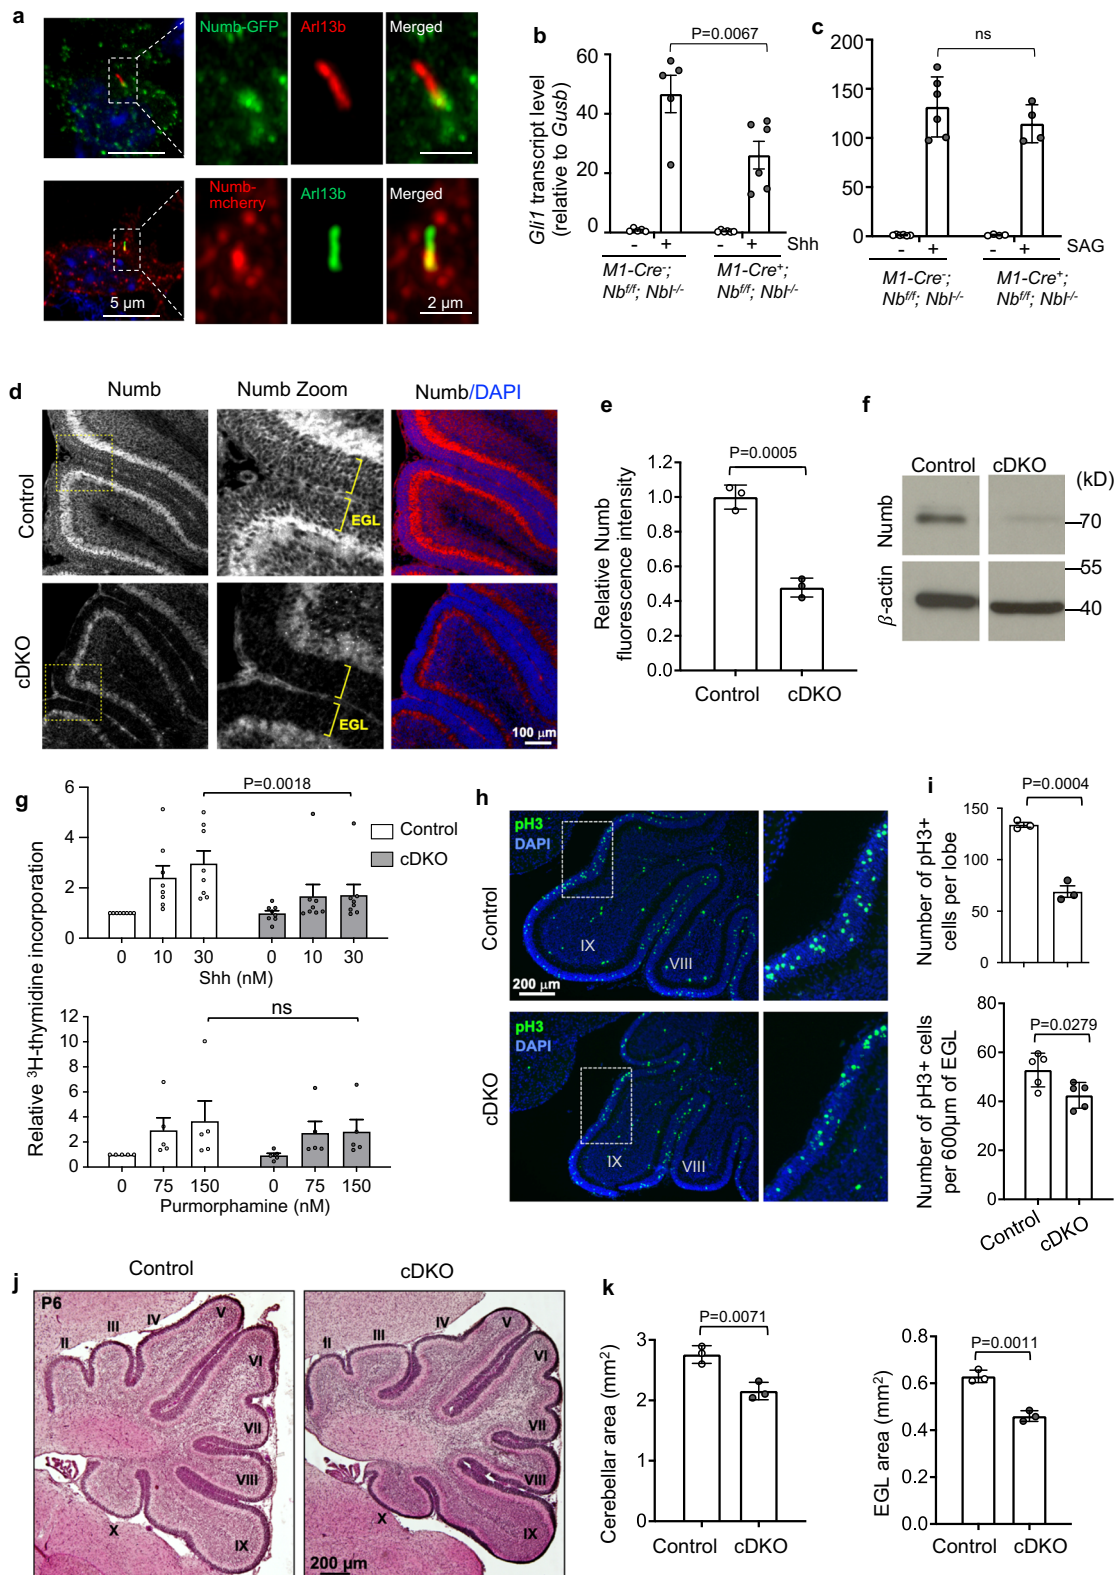 a
Numb-GFP
Arl13b
Merged
Numb-
mcherry
Arl13b
Merged
5 µm
2 µm
b
P=0.0067
Gli1 transcript level
(relative to Gusb)
60
40
20
0
- + - + Shh
M1-Cre-;
Nbf/f; Nbl-/-
M1-Cre+;
Nbf/f; Nbl-/-
c
ns
200
150
100
50
0
- + - + SAG
M1-Cre-;
Nbf/f; Nbl-/-
M1-Cre+;
Nbf/f; Nbl-/-
d
Numb
Numb Zoom
Numb/DAPI
Control
cDKO
EGL
EGL
100 µm
e
P=0.0005
Relative Numb
fluorescence intensity
1.2
1.0
0.8
0.6
0.4
0.2
0.0
Control cDKO
f
Control cDKO (kD)
Numb
β-actin
70
55
40
g
P=0.0018
Control
cDKO
Relative ³H-thymidine incorporation
6
4
2
0
0 10 30 0 10 30
Shh (nM)
ns
12
10
8
6
4
2
0
0 75 150 0 75 150
Purmorphamine (nM)
h
pH3
DAPI
Control
IX
VIII
200 µm
pH3
DAPI
cDKO
IX
VIII
i
P=0.0004
Number of pH3+
cells per lobe
150
100
50
0
P=0.0279
Number of pH3+ cells
per 600µm of EGL
80
60
40
20
0
Control cDKO
j
Control
cDKO
P6
II
III
IV
V
VI
VII
VIII
IX
X
II
III
IV
V
VI
VII
VIII
IX
X
200 µm
k
P=0.0071
Cerebellar area (mm²)
3
2
1
0
Control cDKO
P=0.0011
EGL area (mm²)
0.8
0.6
0.4
0.2
0.0
Control cDKO